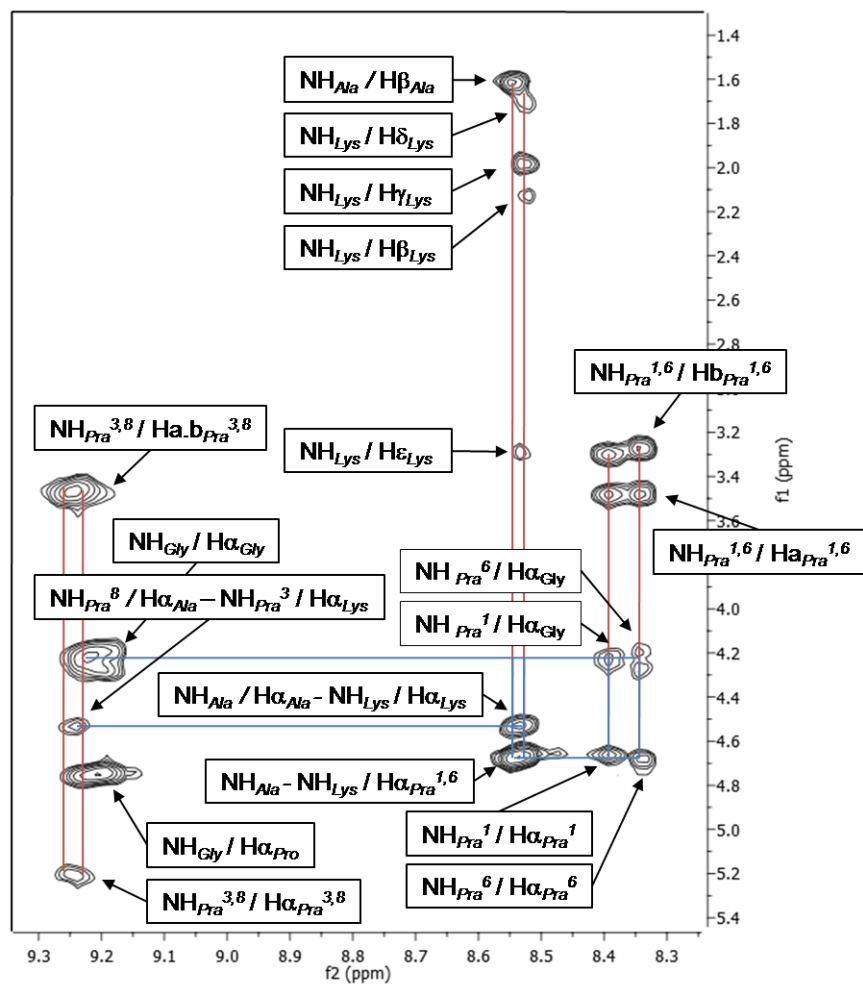 1.4
NH_Ala / Hβ_Ala
1.6
1.8
NH_Lys / Hδ_Lys
2.0
NH_Lys / Hγ_Lys
2.2
NH_Lys / Hβ_Lys
2.4
2.6
2.8
NH_Pra^1,6 / Hb_Pra^1,6
3.0
NH_Pra^3,8 / Ha.b_Pra^3,8
3.2
NH_Lys / Hε_Lys
f1 (ppm)
3.4
NH_Gly / Hα_Gly
3.6
NH_Pra^1,6 / Ha_Pra^1,6
NH_Pra^6 / Hα_Gly
NH_Pra^8 / Hα_Ala – NH_Pra^3 / Hα_Lys
NH_Pra^1 / Hα_Gly
4.0
4.2
NH_Ala / Hα_Ala - NH_Lys / Hα_Lys
4.4
4.6
NH_Ala - NH_Lys / Hα_Pra^1,6
4.8
NH_Gly / Hα_Pro
NH_Pra^1 / Hα_Pra^1
5.0
NH_Pra^3,8 / Hα_Pra^3,8
NH_Pra^6 / Hα_Pra^6
5.2
5.4
9.3 9.2 9.1 9.0 8.9 8.8 8.7 8.6 8.5 8.4 8.3
f2 (ppm)